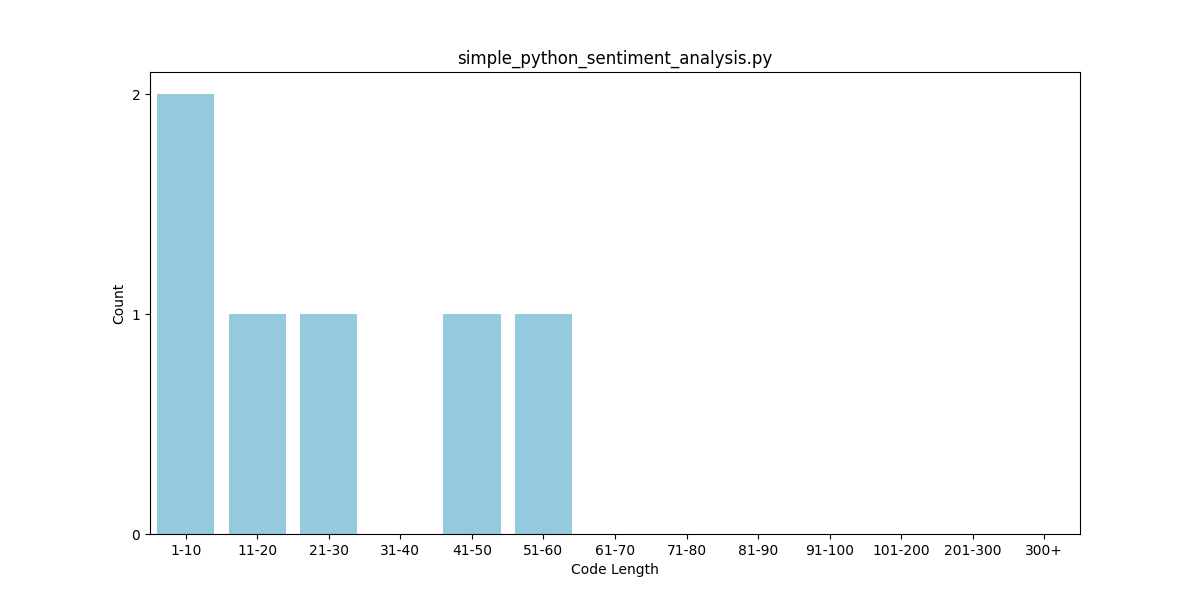 simple_python_sentiment_analysis.py
2
1
0
Count
1-10 11-20 21-30 31-40 41-50 51-60 61-70 71-80 81-90 91-100 101-200 201-300 300+
Code Length